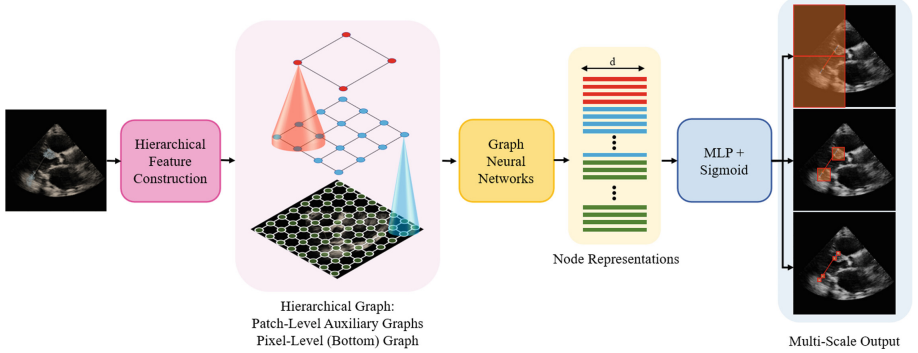 Hierarchical
Feature
Construction
Hierarchical Graph:
Patch-Level Auxiliary Graphs
Pixel-Level (Bottom) Graph
Graph
Neural
Networks
d
Node Representations
MLP +
Sigmoid
Multi-Scale Output